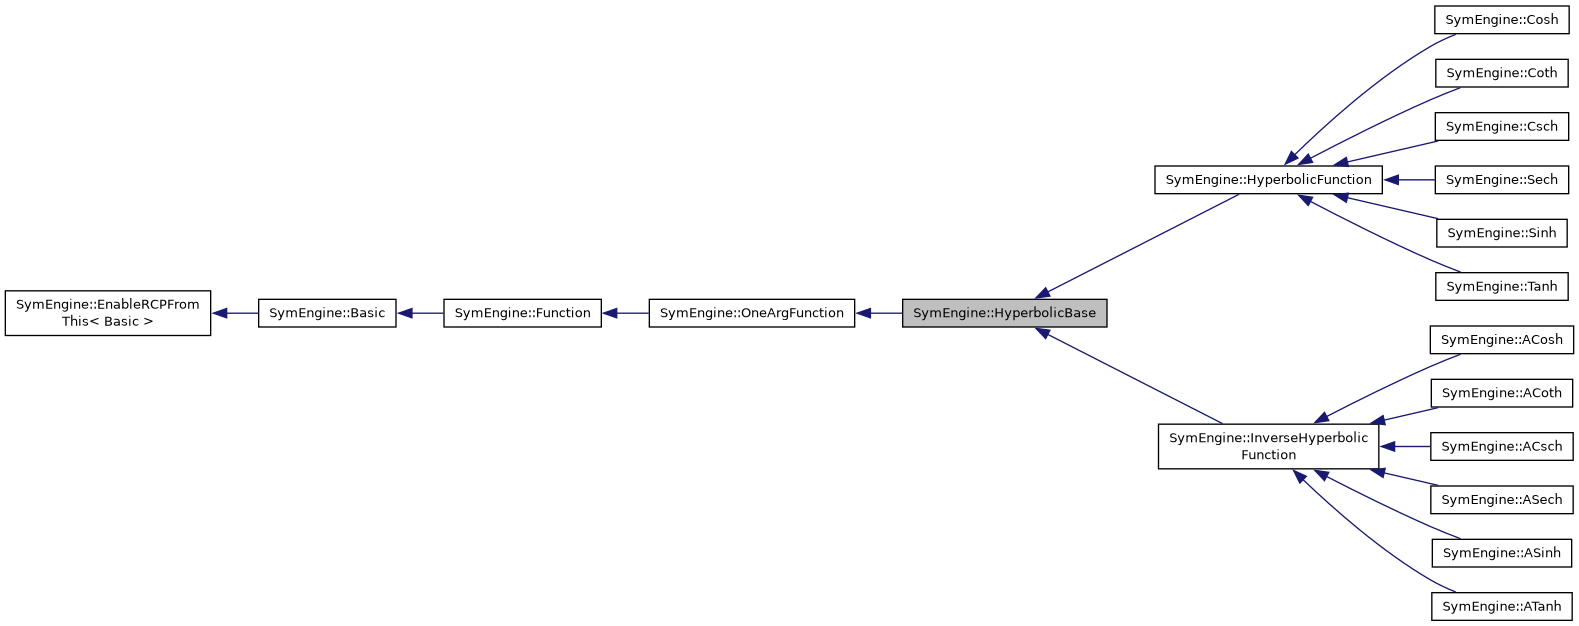 SymEngine::Cosh
SymEngine::Coth
SymEngine::Csch
SymEngine::HyperbolicFunction
SymEngine::Sech
SymEngine::Sinh
SymEngine::Tanh
SymEngine::EnableRCPFrom
This< Basic >
SymEngine::Basic
SymEngine::Function
SymEngine::OneArgFunction
SymEngine::HyperbolicBase
SymEngine::ACosh
SymEngine::ACoth
SymEngine::InverseHyperbolic
Function
SymEngine::ACsch
SymEngine::ASech
SymEngine::ASinh
SymEngine::ATanh